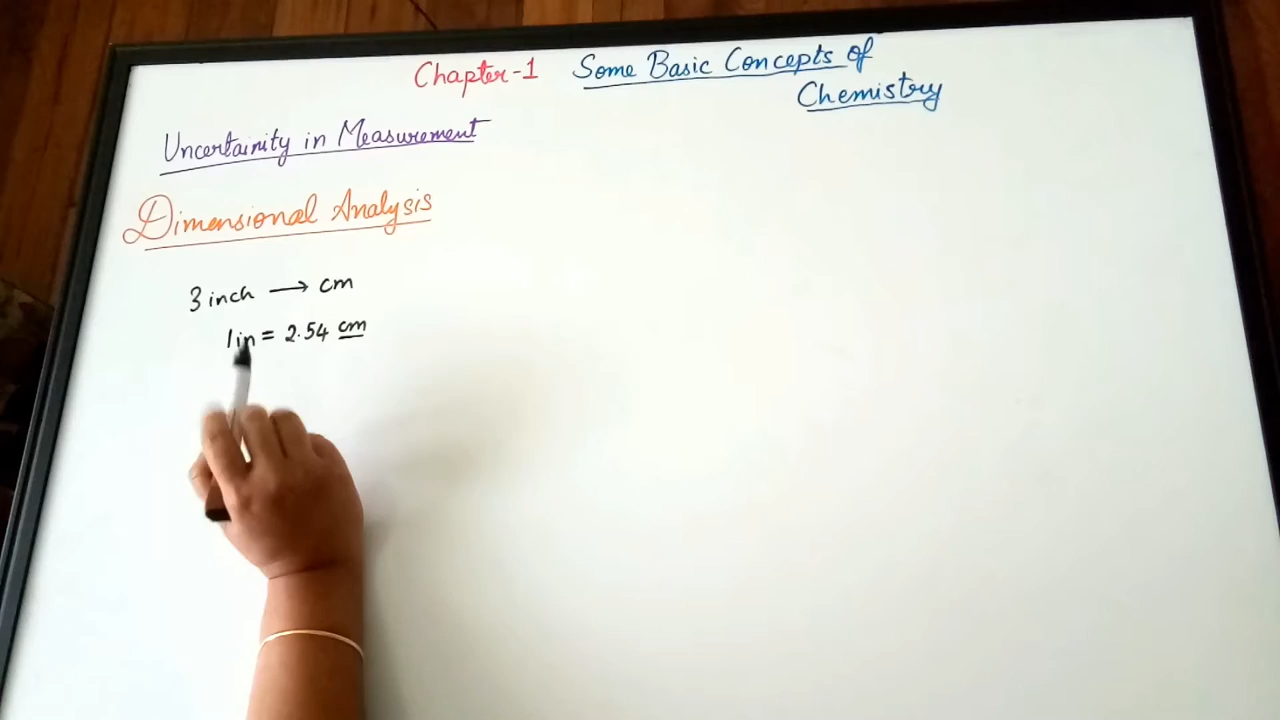 Chapter-1 Some Basic Concepts of
Chemistry
Uncertainity in Measurement
Dimensional Analysis
3 inch → cm
1 in = 2.54 cm